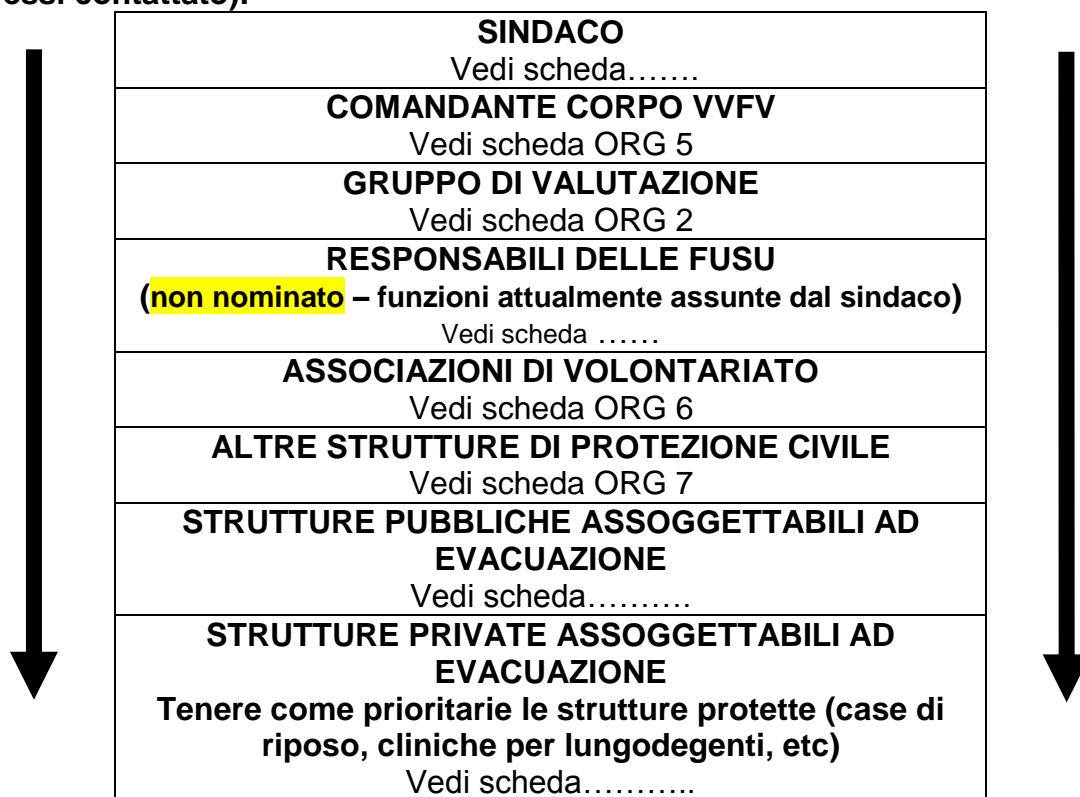 contattato).
SINDACO
Vedi scheda…….
COMANDANTE CORPO VVFV
Vedi scheda ORG 5
GRUPPO DI VALUTAZIONE
Vedi scheda ORG 2
RESPONSABILI DELLE FUSU
(non nominato – funzioni attualmente assunte dal sindaco)
Vedi scheda ……
ASSOCIAZIONI DI VOLONTARIATO
Vedi scheda ORG 6
ALTRE STRUTTURE DI PROTEZIONE CIVILE
Vedi scheda ORG 7
STRUTTURE PUBBLICHE ASSOGGETTABILI AD
EVACUAZIONE
Vedi scheda……….
STRUTTURE PRIVATE ASSOGGETTABILI AD
EVACUAZIONE
Tenere come prioritarie le strutture protette (case di
riposo, cliniche per lungodegenti, etc)
Vedi scheda………..